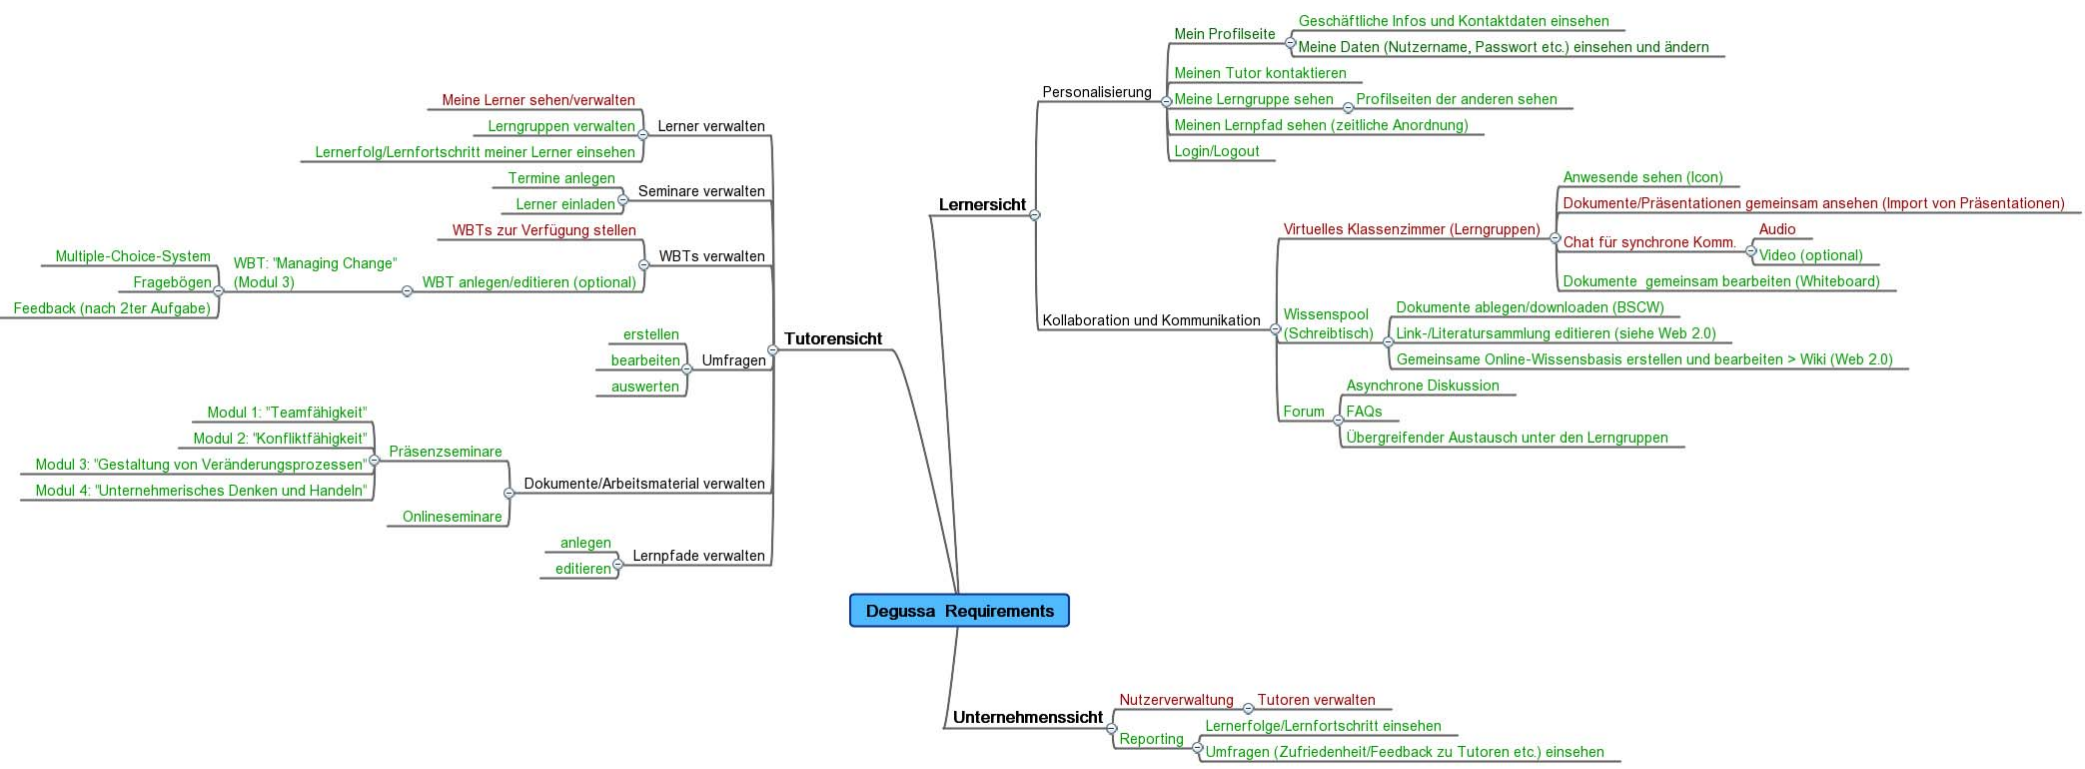 Degussa  Requirements
Lernersicht
Personalisierung
Mein Profilseite
Geschäftliche Infos und Kontaktdaten einsehen
Meine Daten (Nutzername, Passwort etc.) einsehen und ändern
Meinen Tutor kontaktieren
Meine Lerngruppe sehen
Profilseiten der anderen sehen
Meinen Lernpfad sehen (zeitliche Anordnung)
Login/Logout
Kollaboration und Kommunikation
Virtuelles Klassenzimmer (Lerngruppen)
Anwesende sehen (Icon)
Dokumente/Präsentationen gemeinsam ansehen (Import von Präsentationen)
Chat für synchrone Komm.
Audio
Video (optional)
Dokumente  gemeinsam bearbeiten (Whiteboard)
Wissenspool
(Schreibtisch)
Dokumente ablegen/downloaden (BSCW)
Link-/Literatursammlung editieren (siehe Web 2.0)
Gemeinsame Online-Wissensbasis erstellen und bearbeiten > Wiki (Web 2.0)
Forum
Asynchrone Diskussion
FAQs
Übergreifender Austausch unter den Lerngruppen
Tutorensicht
Lerner verwalten
Meine Lerner sehen/verwalten
Lerngruppen verwalten
Lernerfolg/Lernfortschritt meiner Lerner einsehen
Seminare verwalten
Termine anlegen
Lerner einladen
WBTs verwalten
WBTs zur Verfügung stellen
WBT anlegen/editieren (optional)
WBT: "Managing Change"
(Modul 3)
Multiple-Choice-System
Fragebögen
Feedback (nach 2ter Aufgabe)
Umfragen
erstellen
bearbeiten
auswerten
Dokumente/Arbeitsmaterial verwalten
Präsenzseminare
Modul 1: "Teamfähigkeit"
Modul 2: "Konfliktfähigkeit"
Modul 3: "Gestaltung von Veränderungsprozessen"
Modul 4: "Unternehmerisches Denken und Handeln"
Onlineseminare
Lernpfade verwalten
anlegen
editieren
Unternehmenssicht
Nutzerverwaltung
Tutoren verwalten
Reporting
Lernerfolge/Lernfortschritt einsehen
Umfragen (Zufriedenheit/Feedback zu Tutoren etc.) einsehen